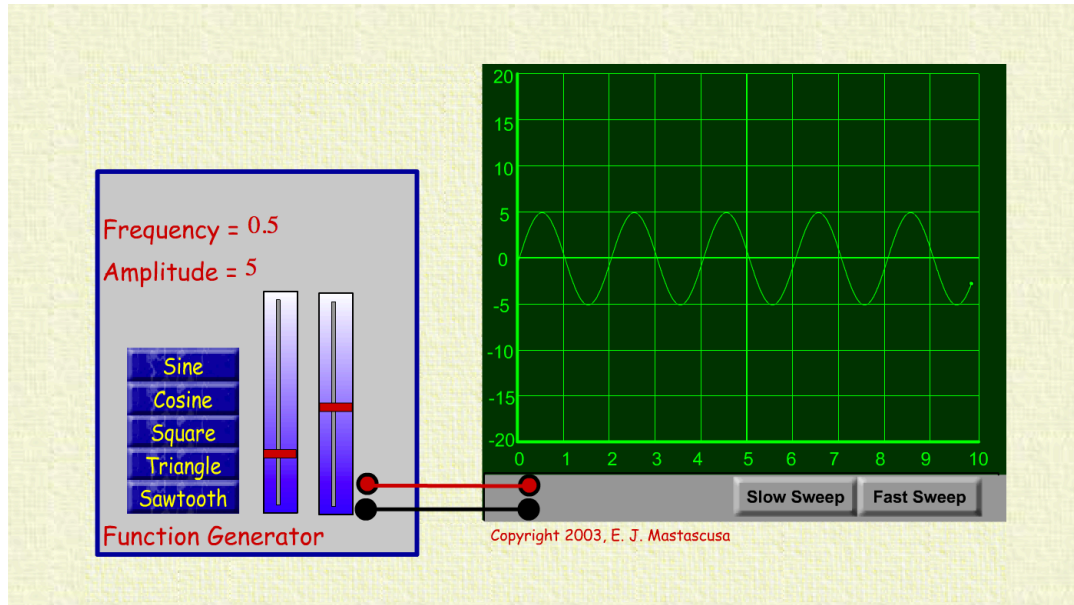 Frequency = 0.5
Amplitude = 5
Sine
Cosine
Square
Triangle
Sawtooth
Function Generator
20
15
10
5
0
-5
-10
-15
-20
0 1 2 3 4 5 6 7 8 9 10
Slow Sweep Fast Sweep
Copyright 2003, E. J. Mastascusa